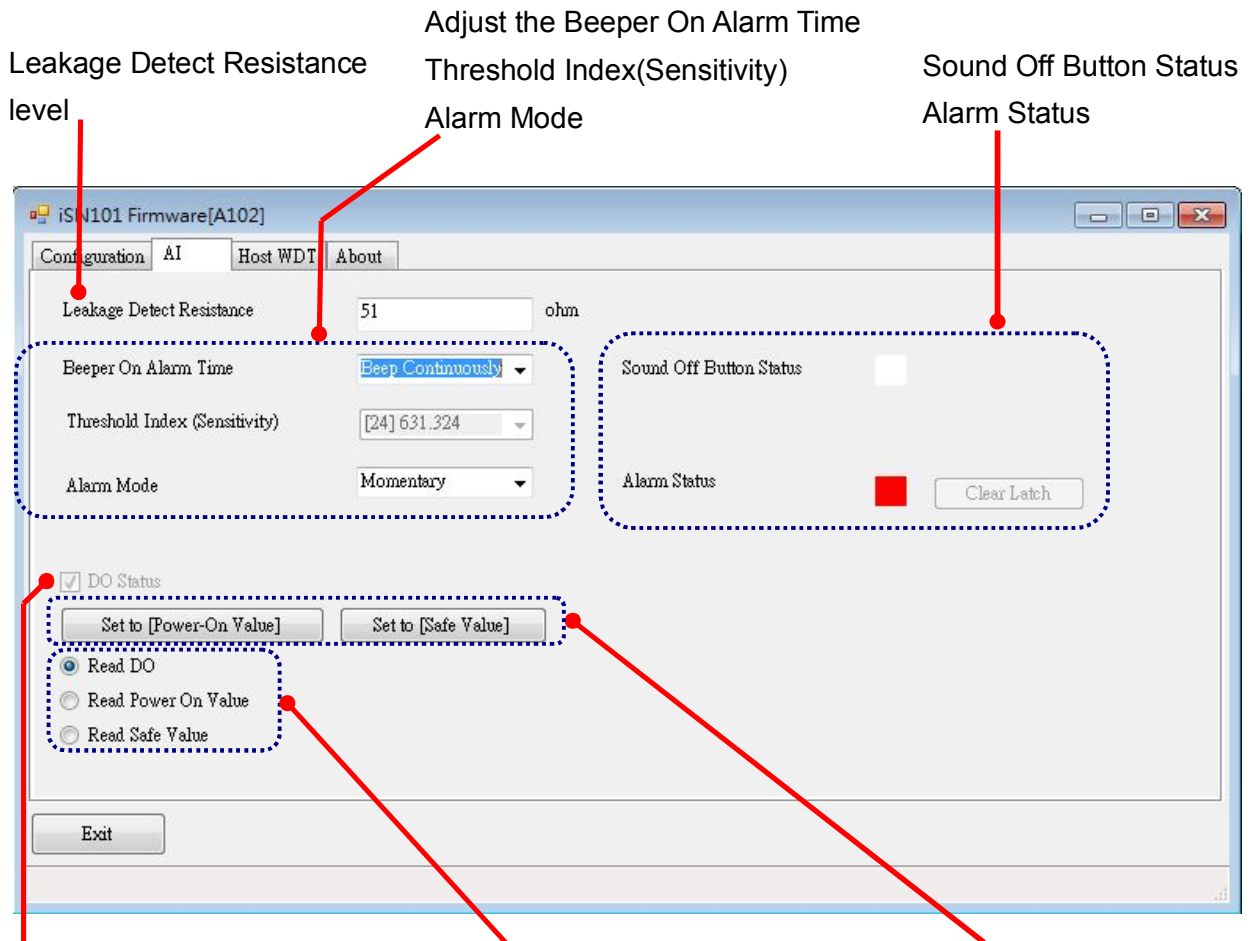 Adjust the Beeper On Alarm Time
Leakage Detect Resistance
Threshold Index(Sensitivity)
Sound Off Button Status
level
Alarm Mode
Alarm Status
iSN101 Firmware[A102]
Configuration AI Host WDT About
Leakage Detect Resistance 51 ohm
Beeper On Alarm Time Beep Continuously Sound Off Button Status
Threshold Index (Sensitivity) [24] 631.324
Alarm Mode Momentary Alarm Status Clear Latch
DO Status
Set to [Power-On Value] Set to [Safe Value]
Read DO
Read Power On Value
Read Safe Value
Exit